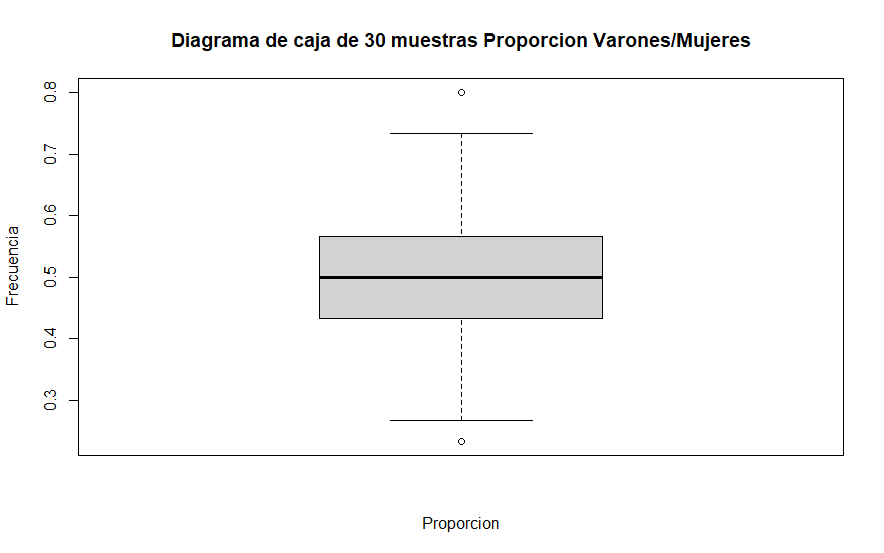 Diagrama de caja de 30 muestras Proporcion Varones/Mujeres
0.8
0.7
0.6
0.5
0.4
0.3
Frecuencia
Proporcion